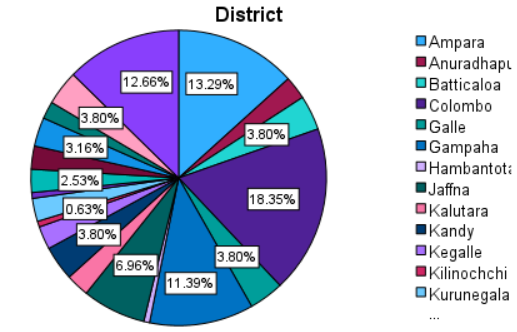 District
12.66%
13.29%
3.80%
3.80%
3.16%
2.53%
18.35%
0.63%
3.80%
3.80%
6.96%
11.39%
Ampara
Anuradhapu
Batticaloa
Colombo
Galle
Gampaha
Hambantota
Jaffna
Kalutara
Kandy
Kegalle
Kilinochchi
Kurunegala
...